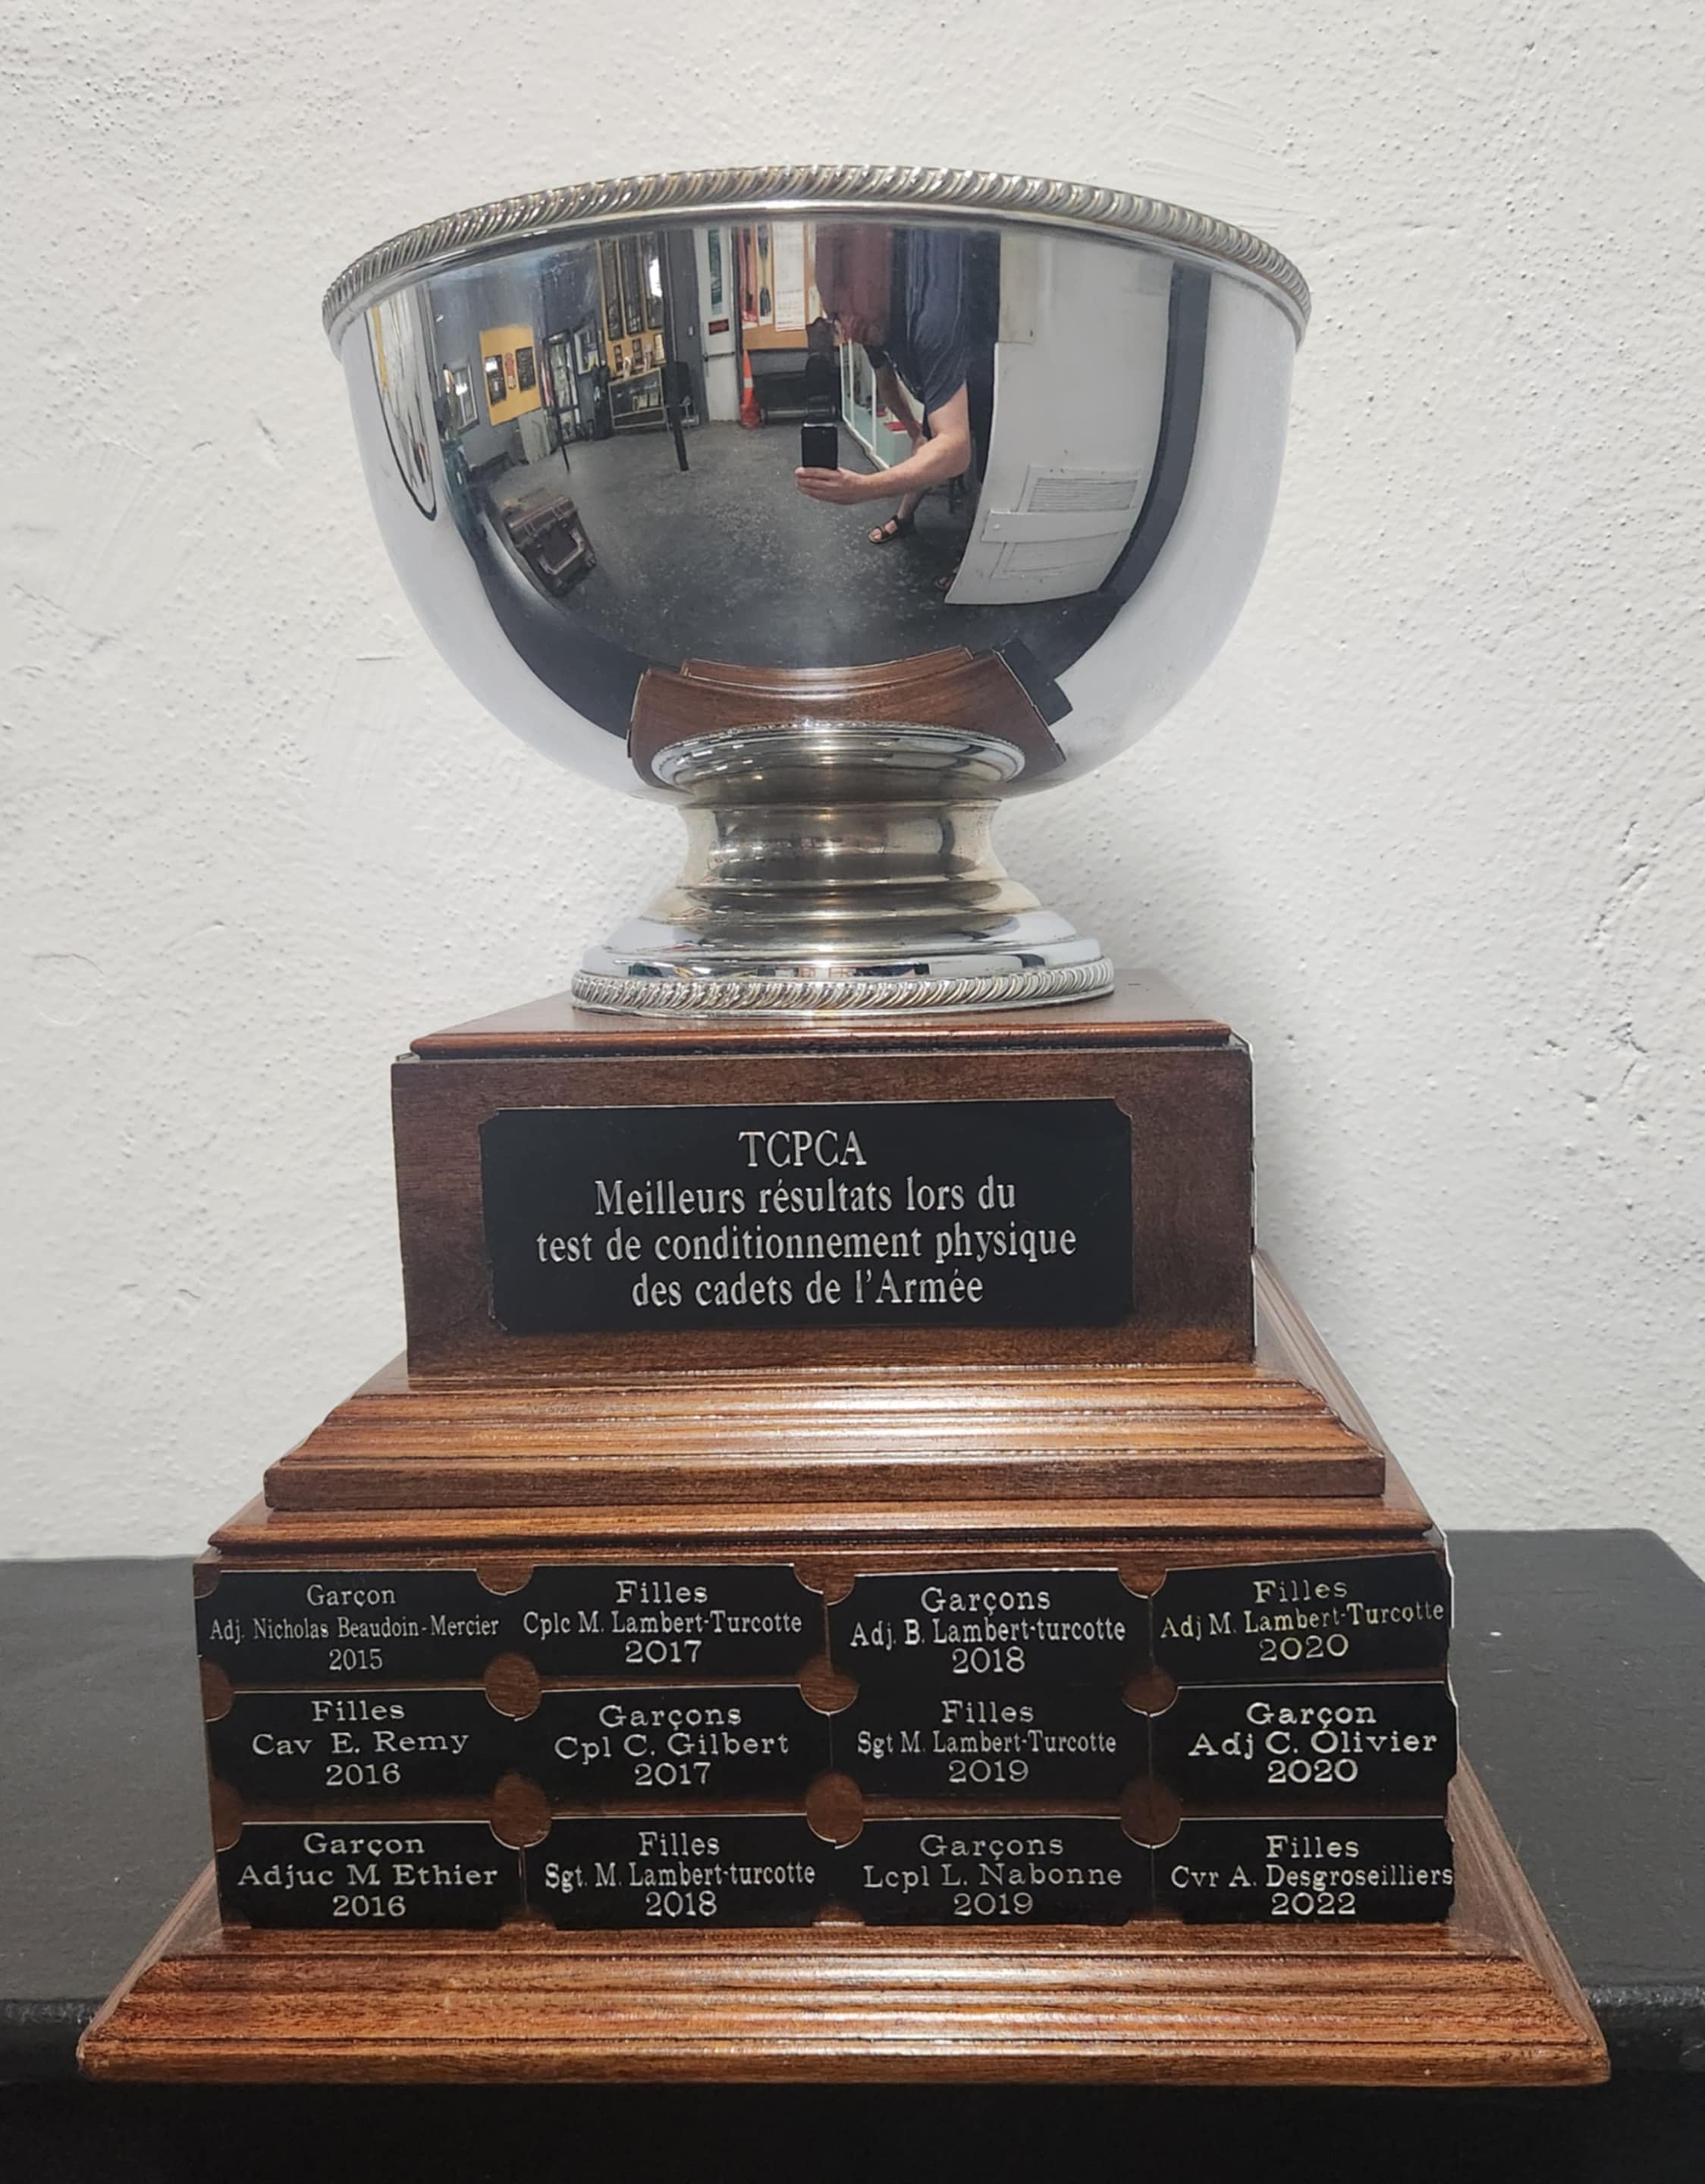 TCPCA
Meilleurs résultats lors du
test de conditionnement physique
des cadets de l'Armée
Garçon
Adj. Nicholas Beaudoin-Mercier
2015
Filles
Cplc M. Lambert-Turcotte
2017
Garçons
Adj. B. Lambert-turcotte
2018
Filles
Adj M. Lambert-Turcotte
2020
Filles
Cav E. Remy
2016
Garçons
Cpl C. Gilbert
2017
Filles
Sgt M. Lambert-Turcotte
2019
Garçon
Adj C. Olivier
2020
Garçon
Adjuc M Ethier
2016
Filles
Sgt. M. Lambert-turcotte
2018
Garçons
Lcpl L. Nabonne
2019
Filles
Cvr A. Desgroseilliers
2022